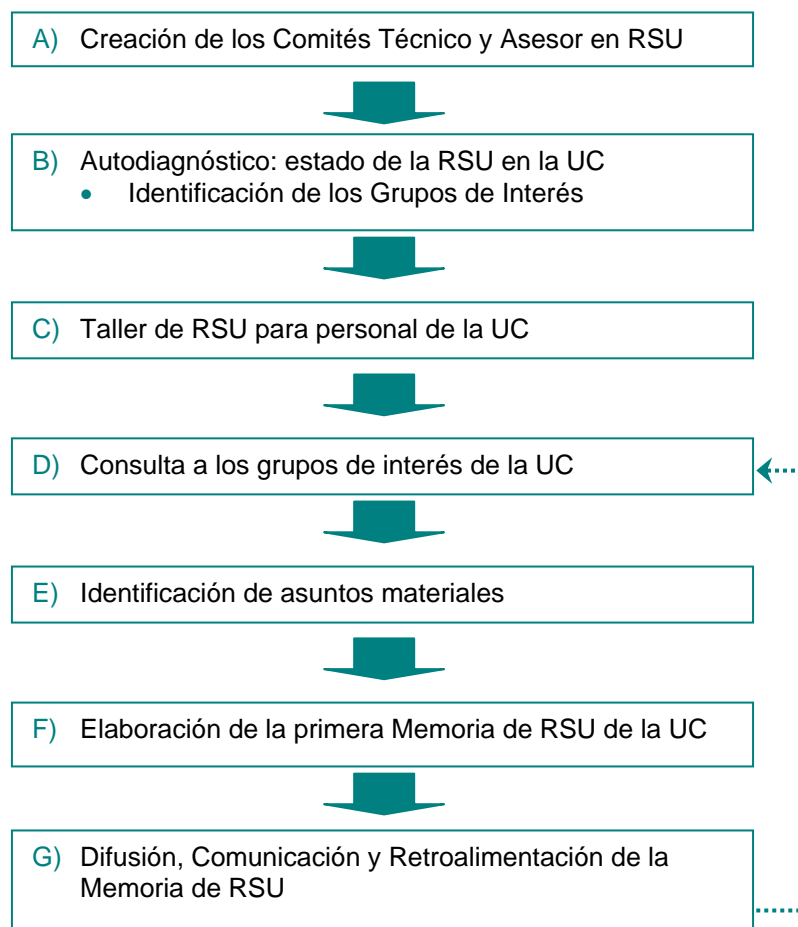 A) Creación de los Comités Técnico y Asesor en RSU
B) Autodiagnóstico: estado de la RSU en la UC
• Identificación de los Grupos de Interés
C) Taller de RSU para personal de la UC
D) Consulta a los grupos de interés de la UC
E) Identificación de asuntos materiales
F) Elaboración de la primera Memoria de RSU de la UC
G) Difusión, Comunicación y Retroalimentación de la
Memoria de RSU